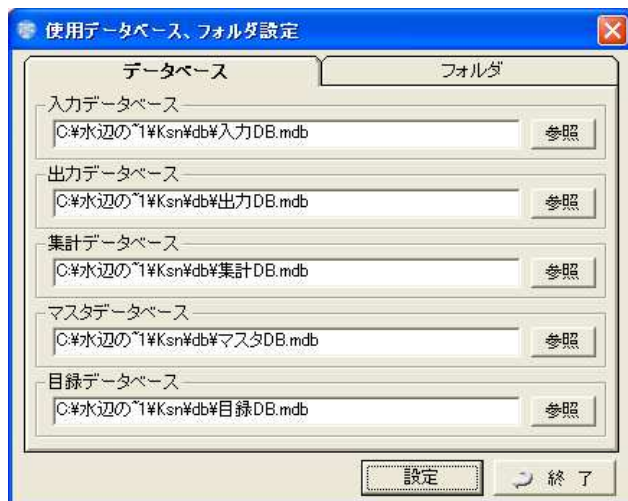 使用データベース、フォルダ設定
データベース フォルダ
入力データベース
C:¥水辺の~1¥Ksn¥db¥入力DB.mdb 参照
出力データベース
C:¥水辺の~1¥Ksn¥db¥出力DB.mdb 参照
集計データベース
C:¥水辺の~1¥Ksn¥db¥集計DB.mdb 参照
マスタデータベース
C:¥水辺の~1¥Ksn¥db¥マスタDB.mdb 参照
目録データベース
C:¥水辺の~1¥Ksn¥db¥目録DB.mdb 参照
設定 終 了